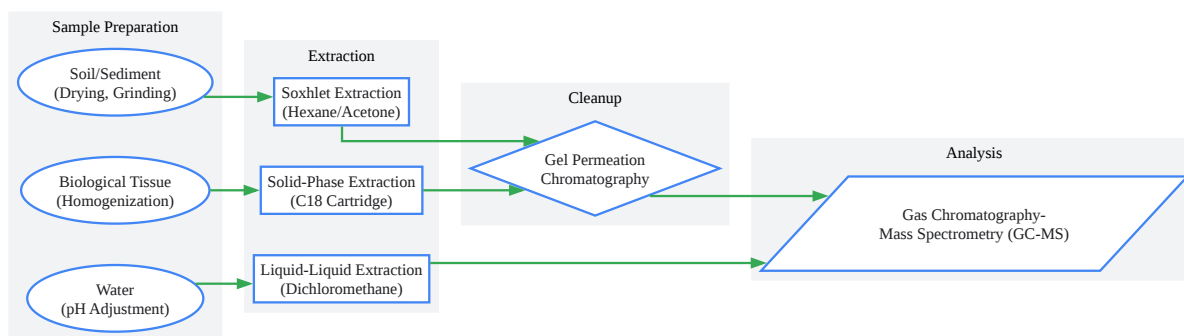 Sample Preparation
Soil/Sediment
(Drying, Grinding)
Biological Tissue
(Homogenization)
Water
(pH Adjustment)
Extraction
Soxhlet Extraction
(Hexane/Acetone)
Solid-Phase Extraction
(C18 Cartridge)
Liquid-Liquid Extraction
(Dichloromethane)
Cleanup
Gel Permeation
Chromatography
Analysis
Gas Chromatography-
Mass Spectrometry (GC-MS)